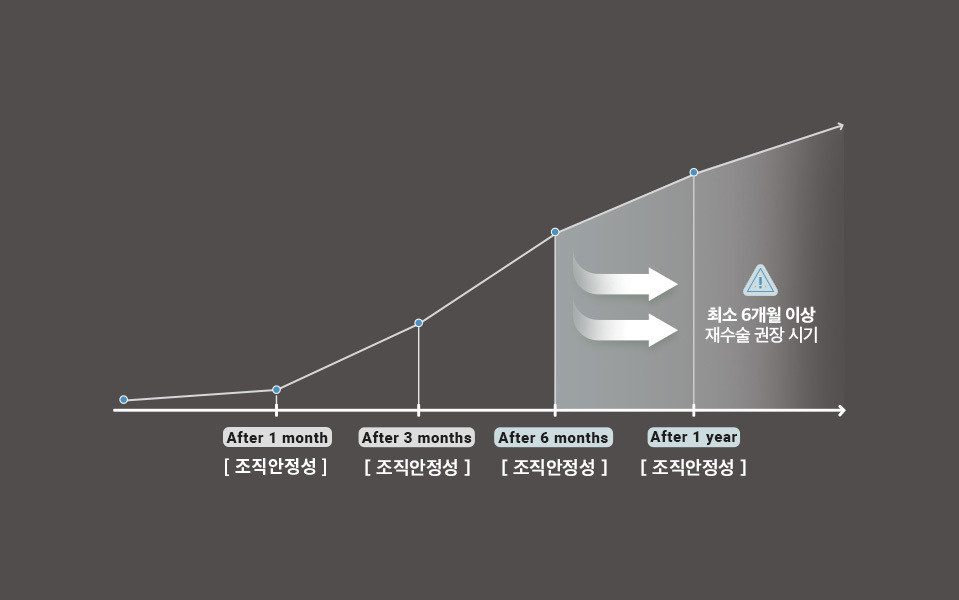 !
최소 6개월 이상
재수술 권장 시기
After 1 month
After 3 months
After 6 months
After 1 year
[ 조직안정성 ]
[ 조직안정성 ]
[ 조직안정성 ]
[ 조직안정성 ]